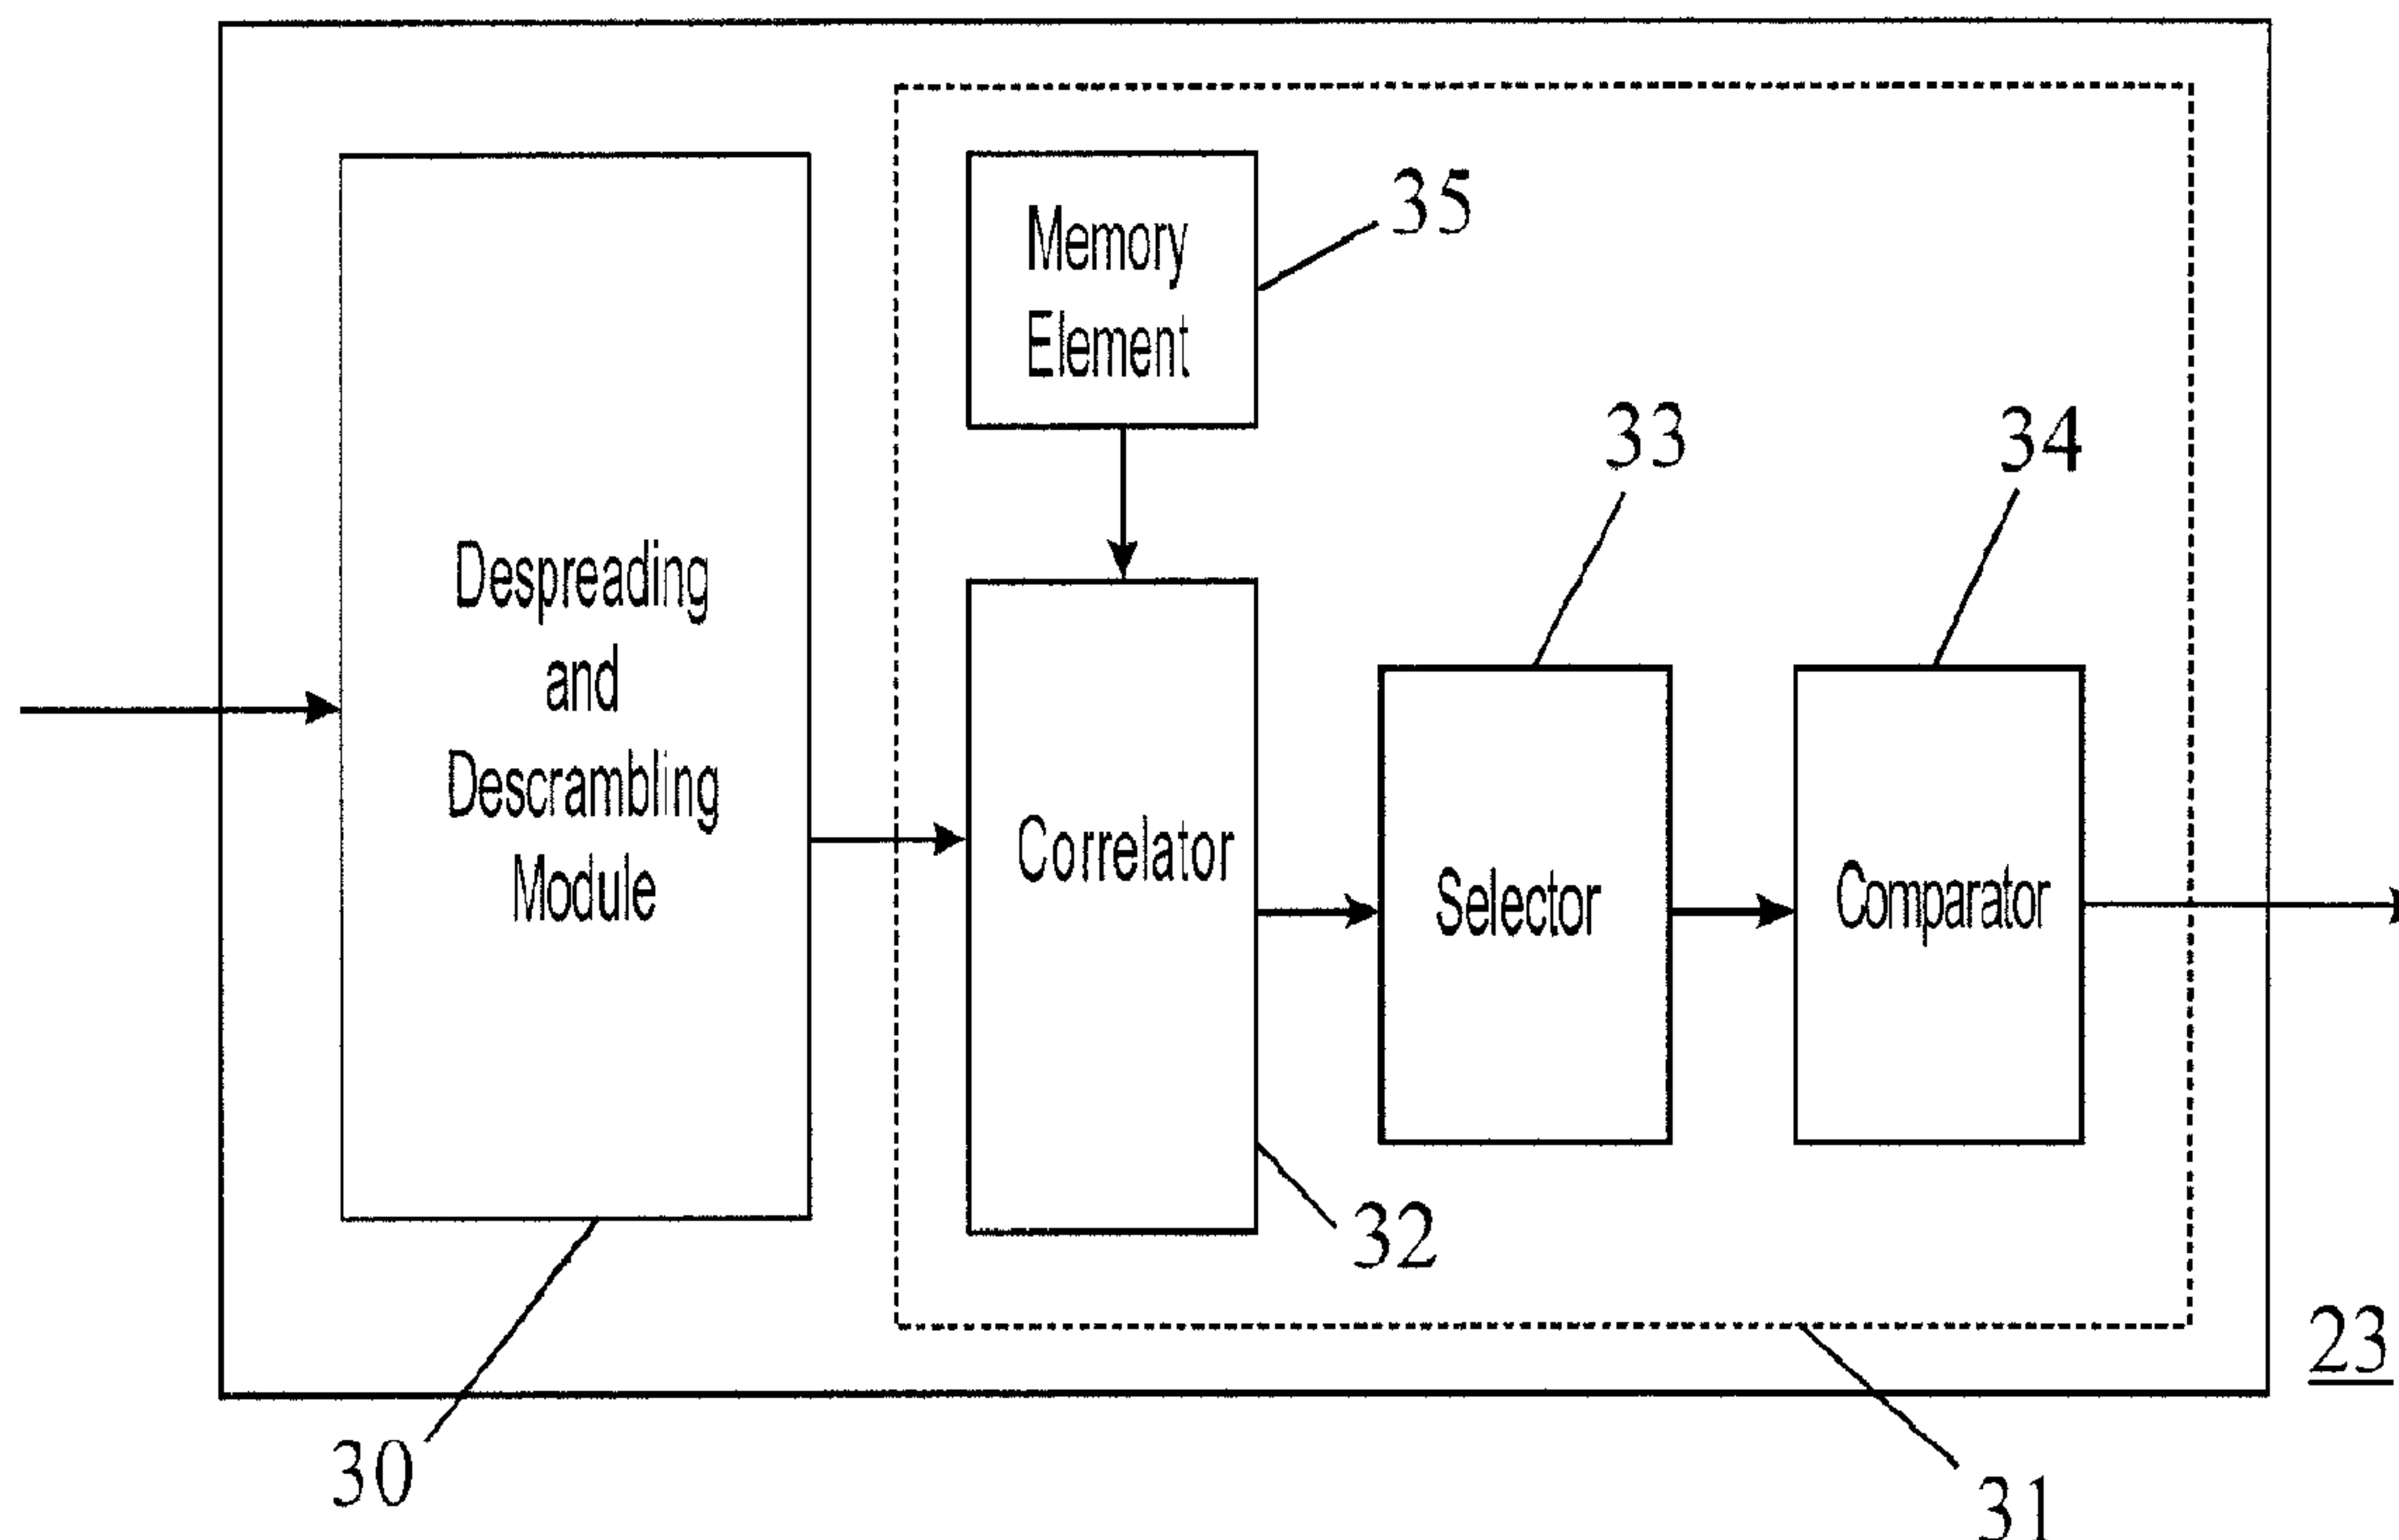 Memory
Element
35
33
34
Despreading
and
Descrambling
Module
Correlator
Selector
Comparator
32
23
30
31